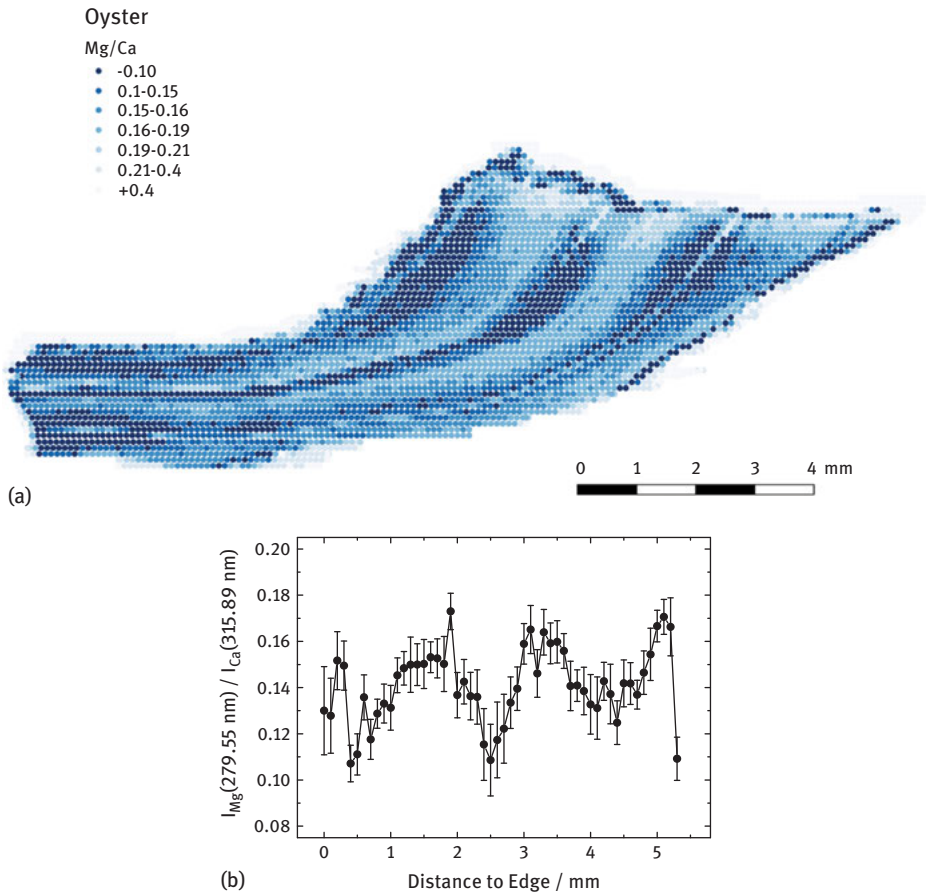 Oyster
Mg/Ca
-0.10
0.1-0.15
0.15-0.16
0.16-0.19
0.19-0.21
0.21-0.4
+0.4
0 1 2 3 4 mm
(a)
0.20
0.18
0.16
0.14
0.12
0.10
0.08
I_Mg(279.55 nm) / I_Ca(315.89 nm)
0 1 2 3 4 5
(b) Distance to Edge / mm